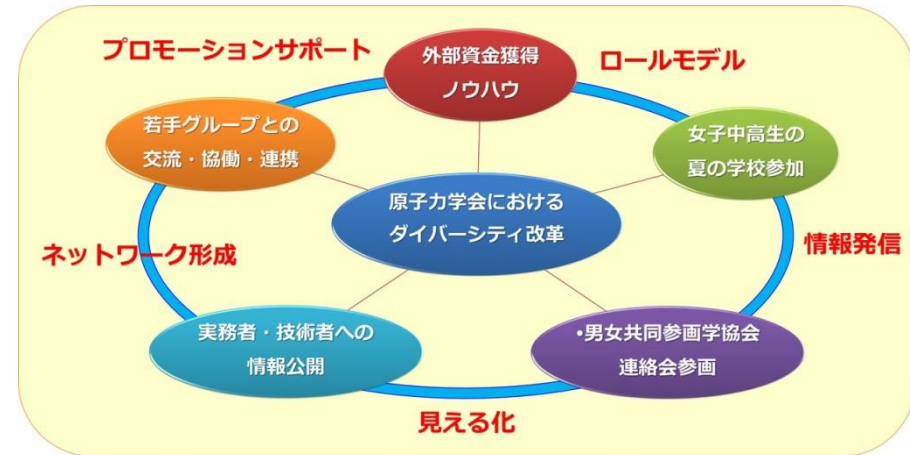 プロモーションサポート
外部資金獲得
ノウハウ
ロールモデル
若手グループとの
交流・協働・連携
女子中高生の
夏の学校参加
原子力学会における
ダイバーシティ改革
ネットワーク形成
情報発信
実務者・技術者への
情報公開
•男女共同参画学協会
連絡会参画
見える化